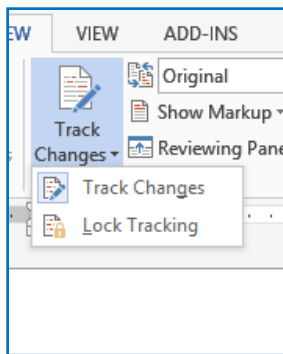 EW VIEW ADD-INS
Original
Track Changes
Show Markup
Reviewing Pane
Track Changes
Lock Tracking